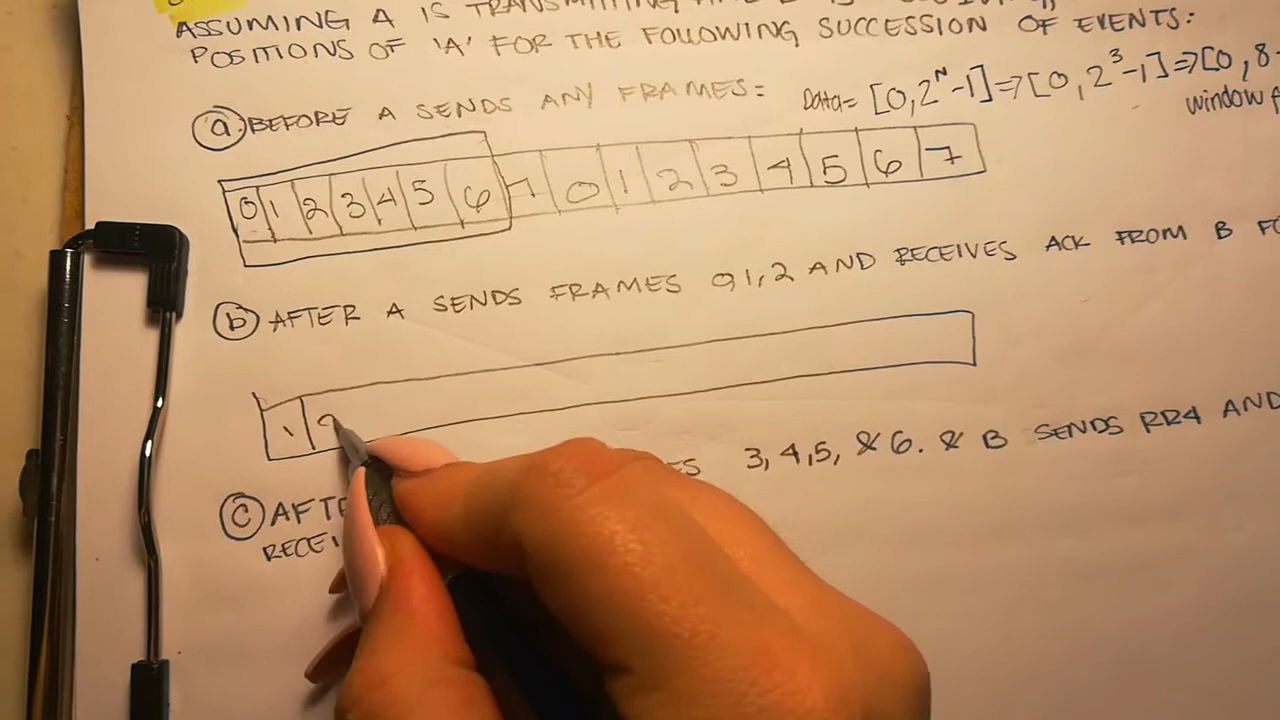 ASSUMING A IS
POSITIONS OF 'A' FOR THE FOLLOWING SUCCESSION OF EVENTS:
(a) BEFORE A SENDS ANY FRAMES: Data= [0,2^N-1]=>[0,2^3-1]=>[0,8-
window
0 1 2 3 4 5 6 7 0 1 2 3 4 5 6 7
(b) AFTER A SENDS FRAMES 0,1,2 AND RECEIVES ACK FROM B
1
3,4,5, & 6. & B SENDS RR4 AND
(c)